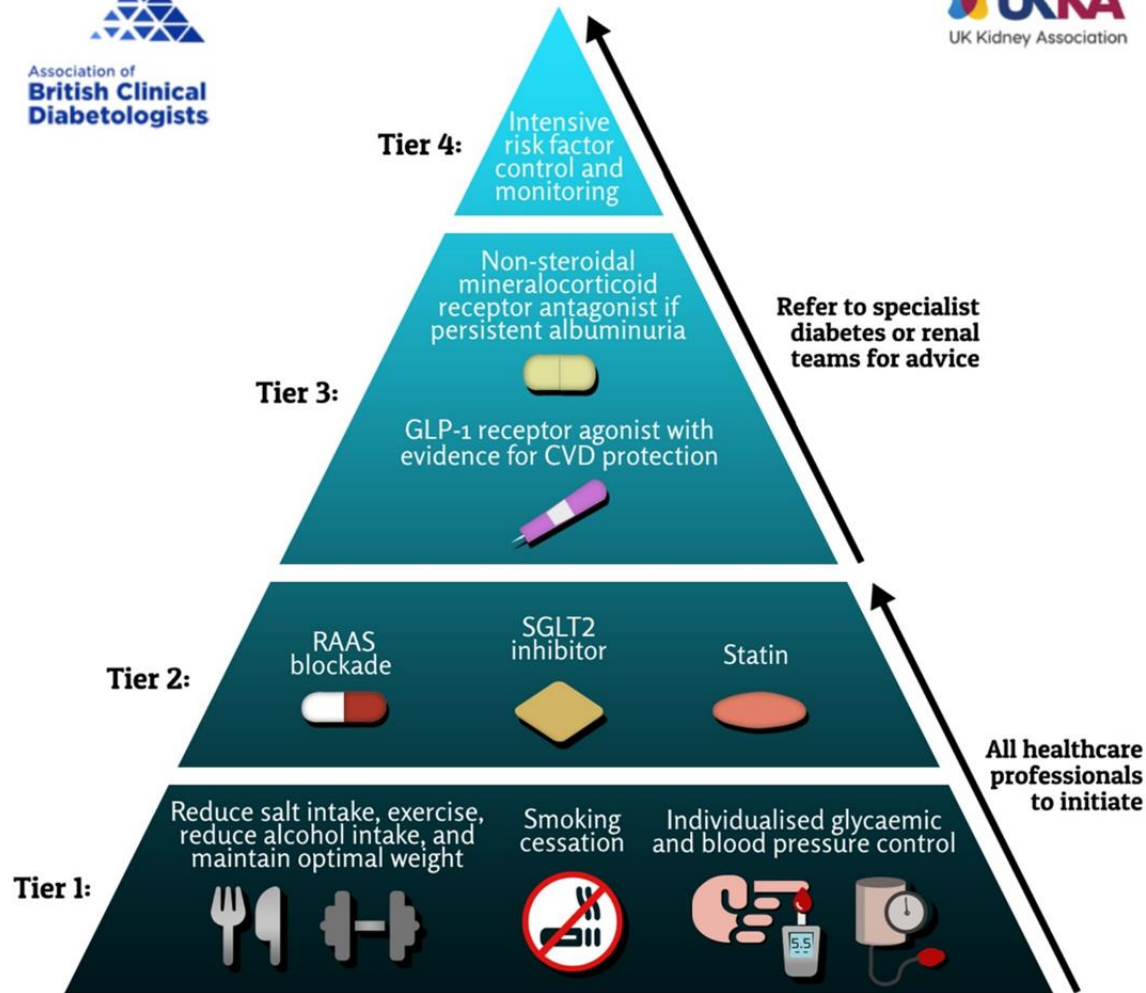 Association of
British Clinical
Diabetologists
UKKA
UK Kidney Association
Tier 4:
Intensive
risk factor
control and
monitoring
Tier 3:
Non-steroidal
mineralocorticoid
receptor antagonist if
persistent albuminuria
GLP-1 receptor agonist with
evidence for CVD protection
Refer to specialist
diabetes or renal
teams for advice
Tier 2:
RAAS
blockade
SGLT2
inhibitor
Statin
All healthcare
professionals
to initiate
Tier 1:
Reduce salt intake, exercise,
reduce alcohol intake, and
maintain optimal weight
Smoking
cessation
Individualised glycaemic
and blood pressure control
5.5